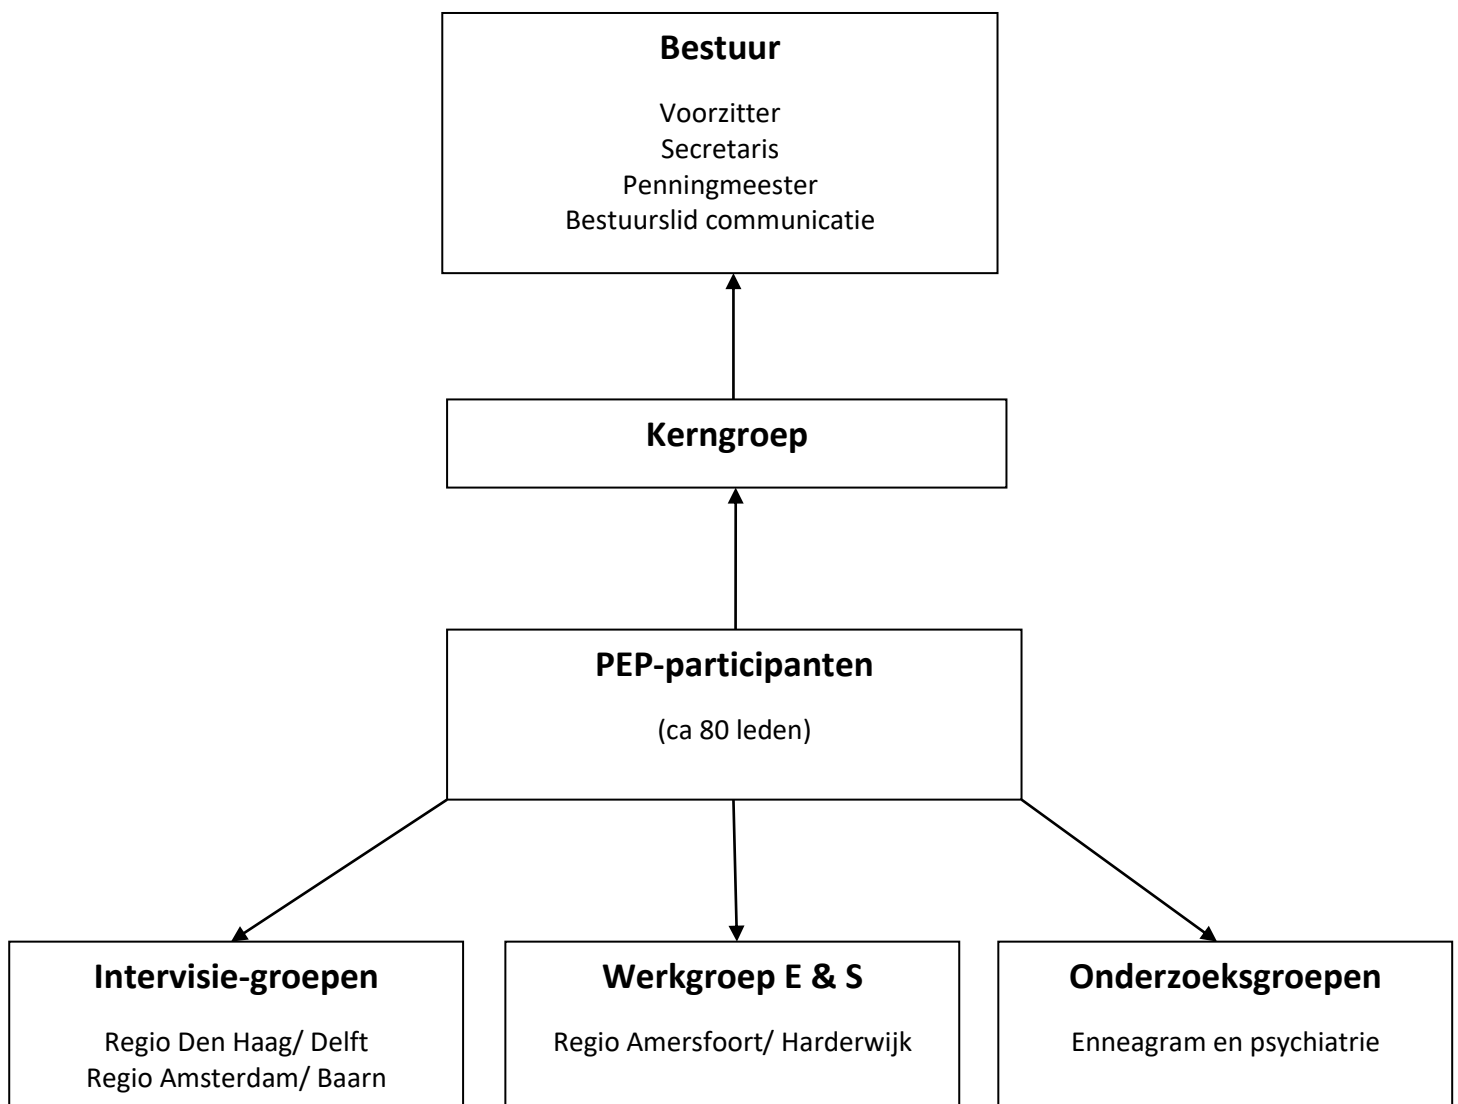 Bestuur
Voorzitter
Secretaris
Penningmeester
Bestuurslid communicatie
Kerngroep
PEP-participanten
(ca 80 leden)
Intervisie-groepen
Regio Den Haag/ Delft
Regio Amsterdam/ Baarn
Werkgroep E & S
Regio Amersfoort/ Harderwijk
Onderzoeksgroepen
Enneagram en psychiatrie